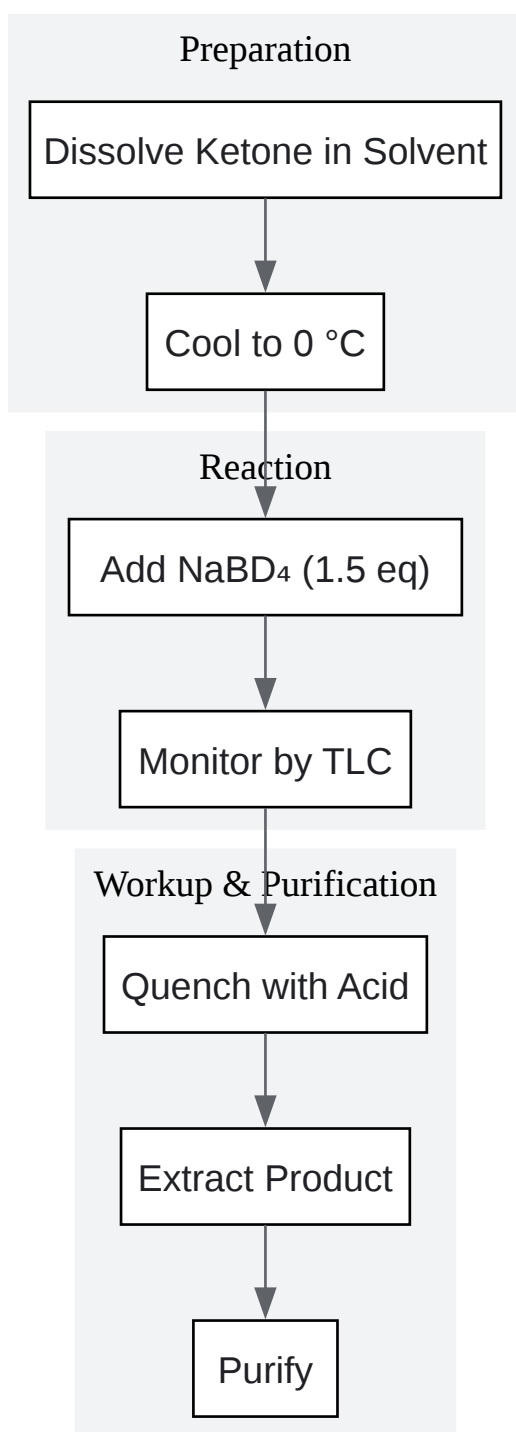 Preparation
Dissolve Ketone in Solvent
Cool to 0 °C
Reaction
Add NaBD₄ (1.5 eq)
Monitor by TLC
Workup & Purification
Quench with Acid
Extract Product
Purify